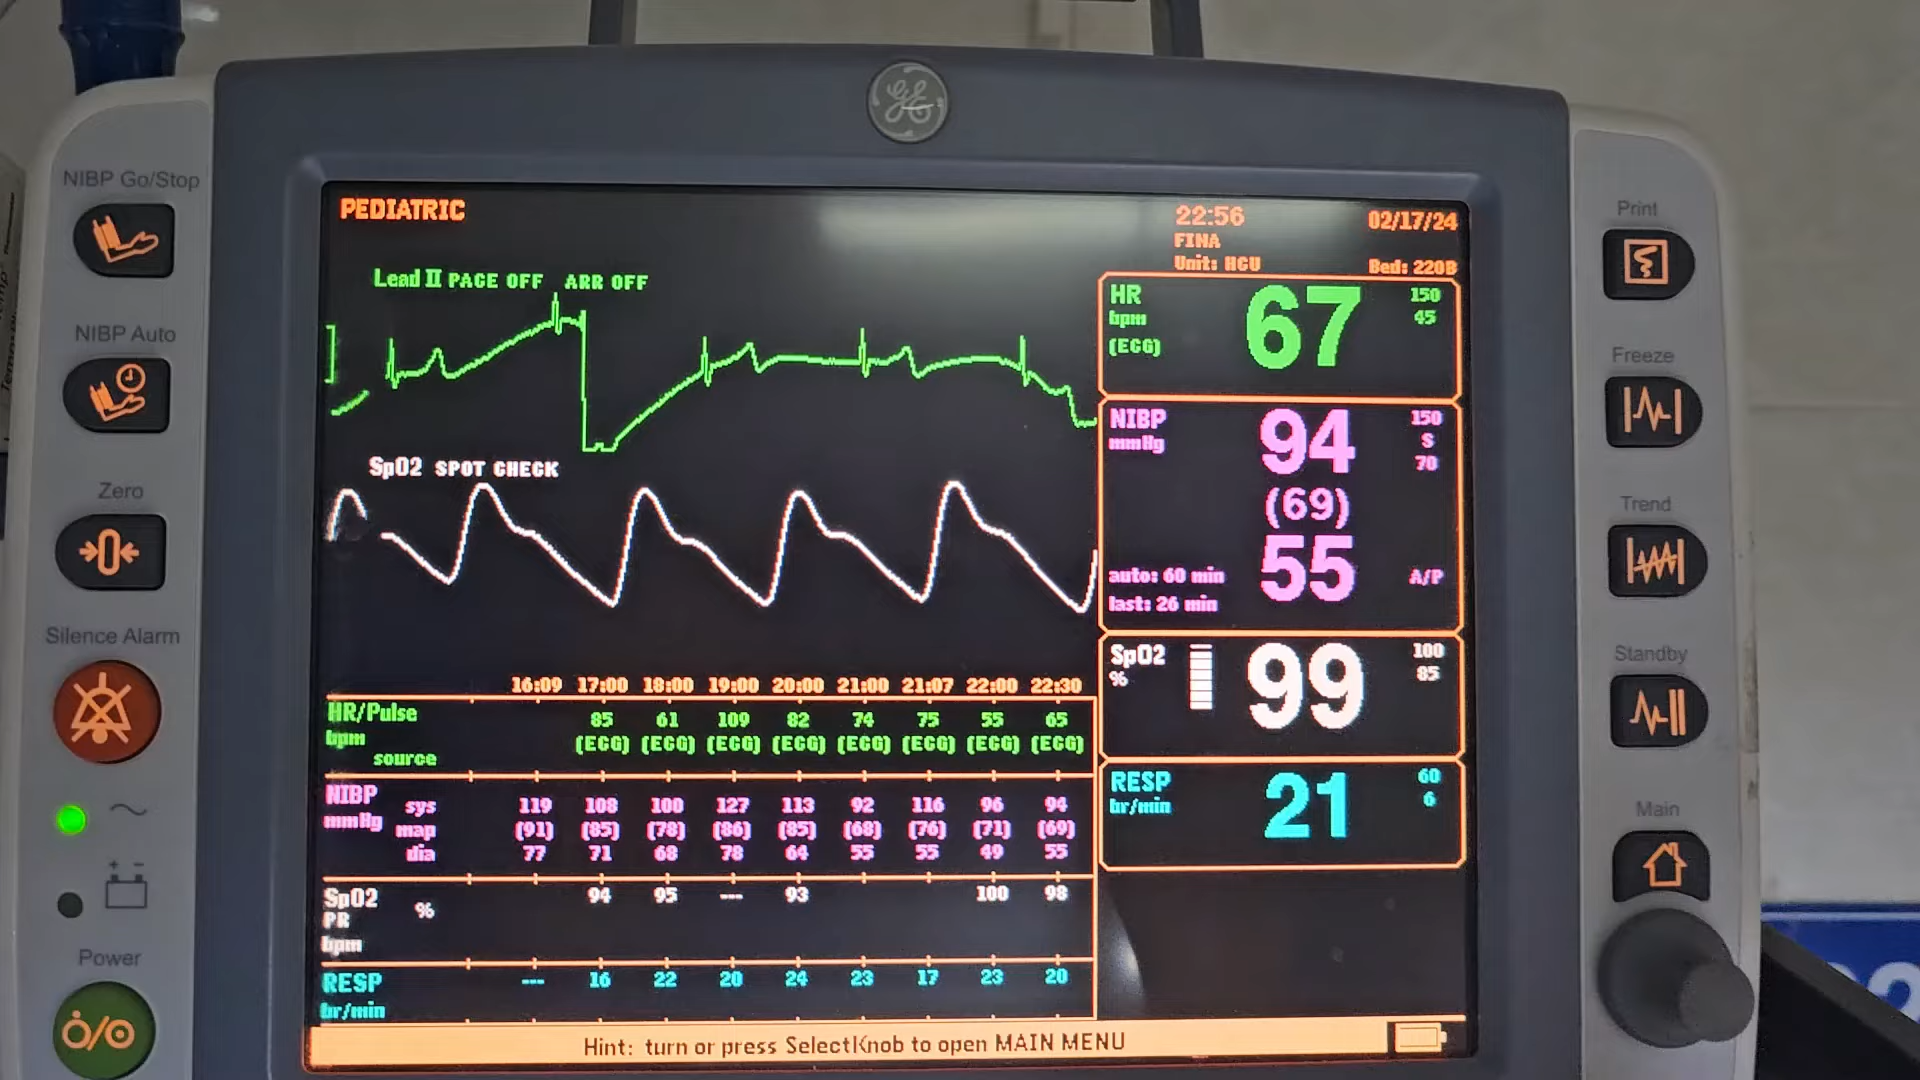 NIBP Go/Stop
NIBP Auto
Zero
Silence Alarm
Power
GE
PEDIATRIC
22:56
02/17/24
FINA
Unit: HCU
Bed: 220B
Lead II PACE OFF ARR OFF
SpO2 SPOT CHECK
HR
bpm
(ECG)
67
150
45
NIBP
mmHg
94
(69)
55
150
S
70
auto: 60 min
last: 26 min
A/P
SpO2
%
99
100
85
RESP
br/min
21
60
6
16:09 17:00 18:00 19:00 20:00 21:00 21:07 22:00 22:30
HR/Pulse 85 61 109 82 74 75 55 65
bpm (ECG) (ECG) (ECG) (ECG) (ECG) (ECG) (ECG) (ECG)
source
NIBP sys 119 108 100 127 113 92 116 96 94
mmHg map (91) (85) (78) (86) (85) (68) (76) (71) (69)
dia 77 71 68 78 64 55 55 49 55
SpO2 % 94 95 --- 93 100 98
PR
bpm
RESP --- 16 22 20 24 23 17 23 20
br/min
Hint: turn or press SelectKnob to open MAIN MENU
Print
Freeze
Trend
Standby
Main